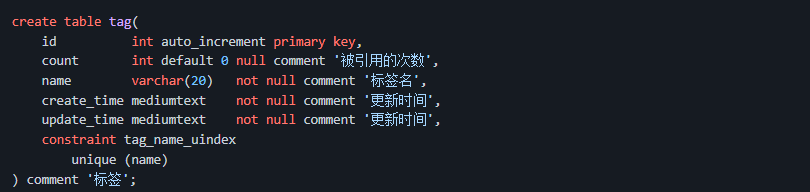 create table tag(
    id          int auto_increment primary key,
    count       int default 0 null comment '被引用的次数',
    name        varchar(20)   not null comment '标签名',
    create_time mediumtext    not null comment '更新时间',
    update_time mediumtext    not null comment '更新时间',
    constraint tag_name_uindex
        unique (name)
) comment '标签';